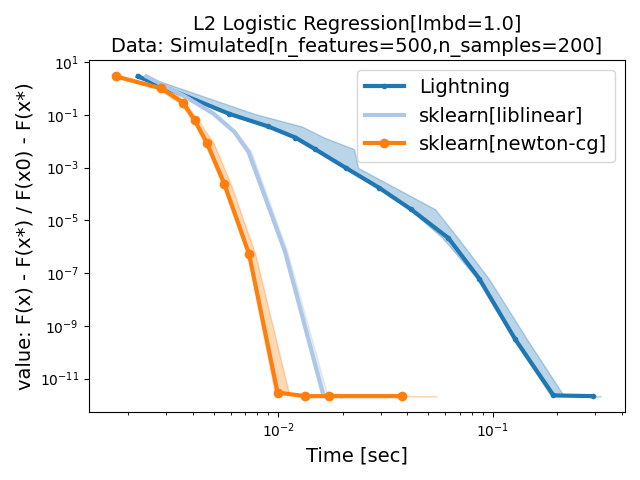 L2 Logistic Regression[lmbd=1.0]
Data: Simulated[n_features=500,n_samples=200]
value: F(x) - F(x*) / F(x0) - F(x*)
10¹
10⁻¹
10⁻³
10⁻⁵
10⁻⁷
10⁻⁹
10⁻¹¹
Lightning
sklearn[liblinear]
sklearn[newton-cg]
10⁻²
10⁻¹
Time [sec]